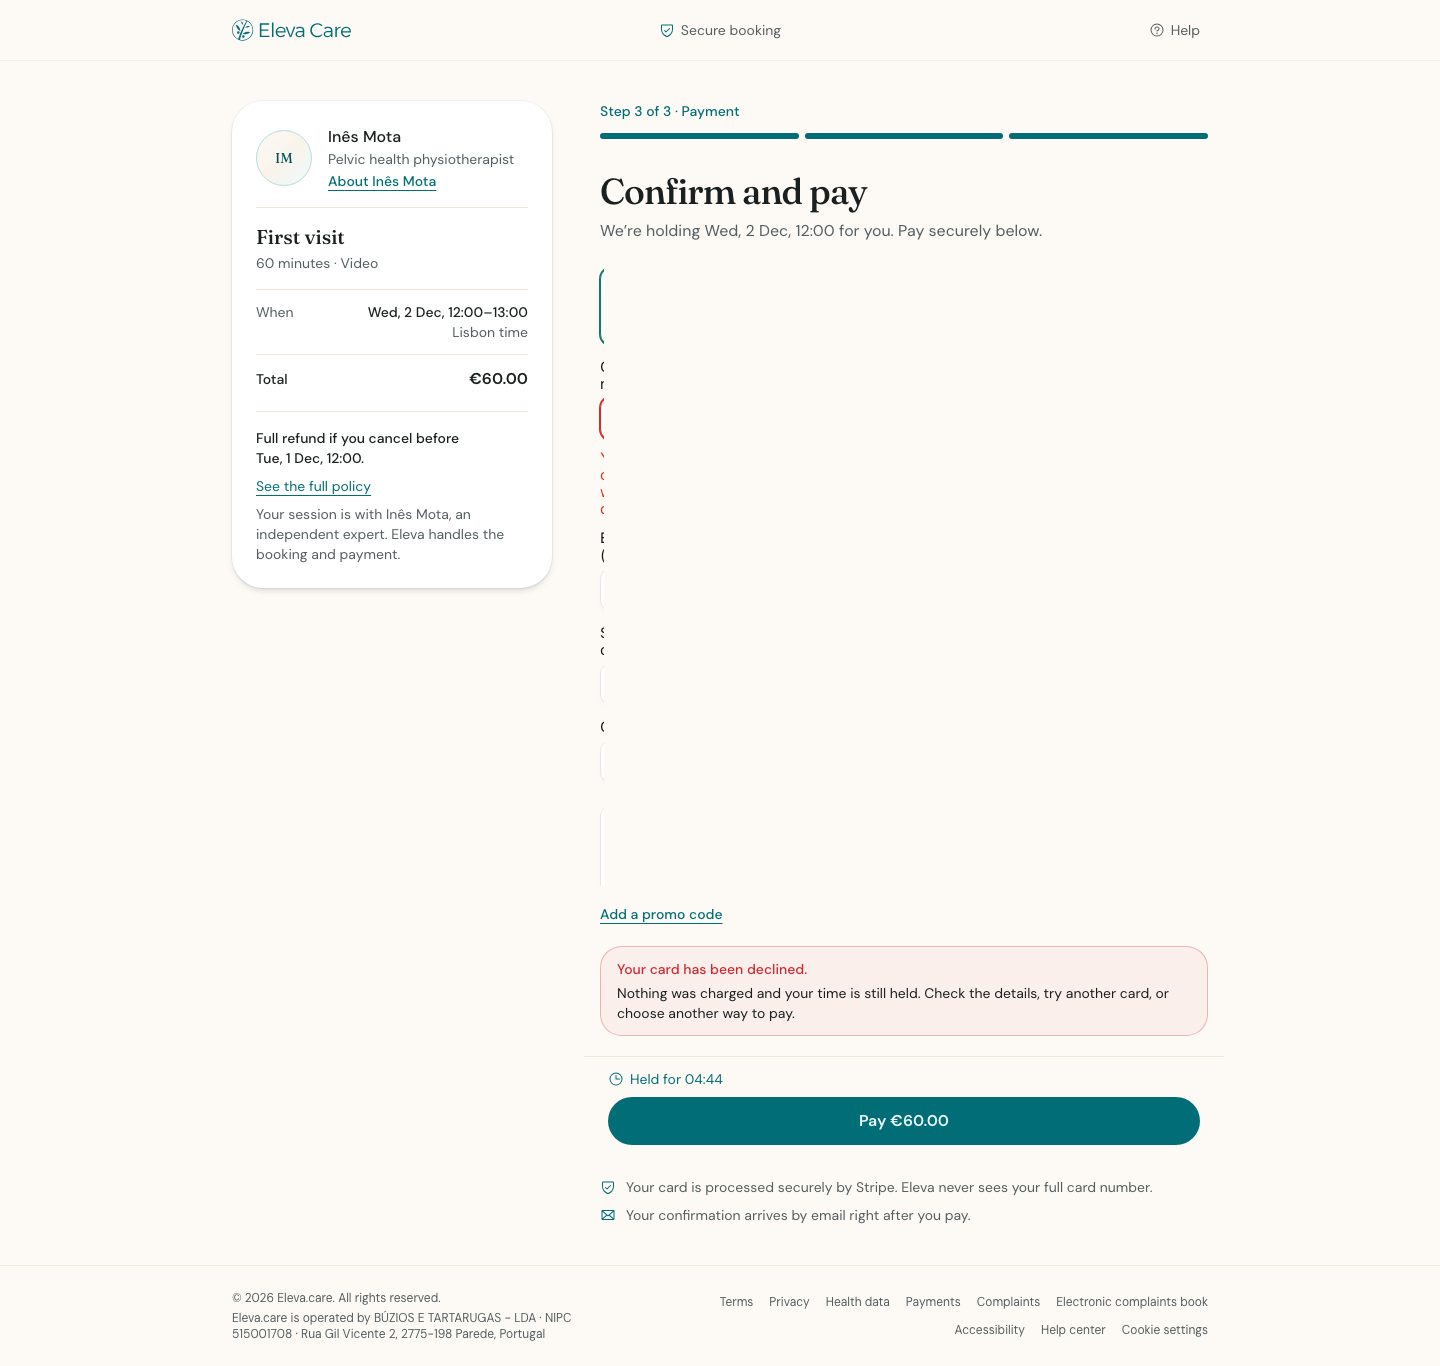 Eleva Care
Secure booking
Help
IM
Inês Mota
Pelvic health physiotherapist
About Inês Mota
First visit
60 minutes · Video
When
Wed, 2 Dec, 12:00–13:00
Lisbon time
Total
€60.00
Full refund if you cancel before
Tue, 1 Dec, 12:00.
See the full policy
Your session is with Inês Mota, an
independent expert. Eleva handles the
booking and payment.
Step 3 of 3 · Payment
Confirm and pay
We’re holding Wed, 2 Dec, 12:00 for you. Pay securely below.
Add a promo code
Your card has been declined.
Nothing was charged and your time is still held. Check the details, try another card, or
choose another way to pay.
Held for 04:44
Pay €60.00
Your card is processed securely by Stripe. Eleva never sees your full card number.
Your confirmation arrives by email right after you pay.
© 2026 Eleva.care. All rights reserved.
Eleva.care is operated by BÚZIOS E TARTARUGAS – LDA · NIPC
515001708 · Rua Gil Vicente 2, 2775-198 Parede, Portugal
Terms Privacy Health data Payments Complaints Electronic complaints book
Accessibility Help center Cookie settings